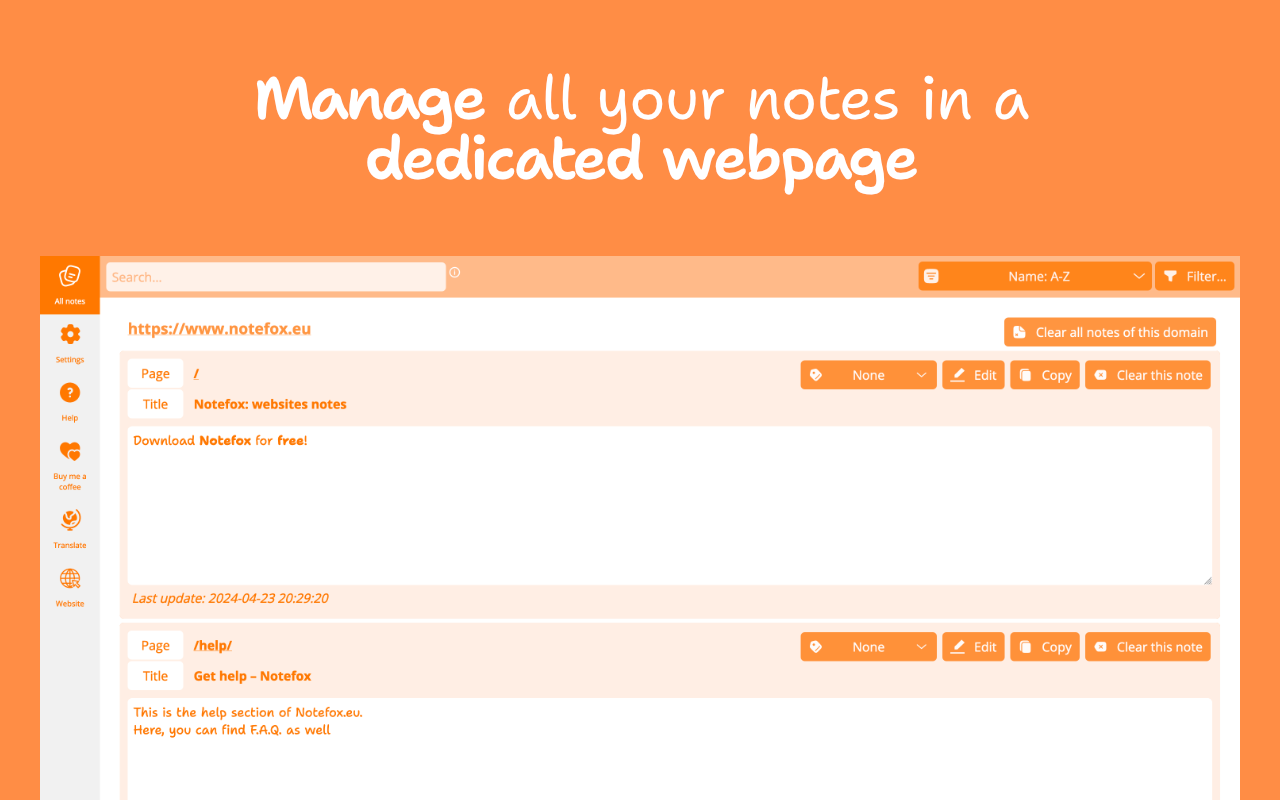 Manage all your notes in a
dedicated webpage
All notes
Search...
Name: A-Z
Filter...
Settings
Help
Buy me a
coffee
Translate
Website
https://www.notefox.eu
Clear all notes of this domain
Page
/
None
Edit
Copy
Clear this note
Title
Notefox: websites notes
Download Notefox for free!
Last update: 2024-04-23 20:29:20
Page
/help/
None
Edit
Copy
Clear this note
Title
Get help – Notefox
This is the help section of Notefox.eu.
Here, you can find F.A.Q. as well